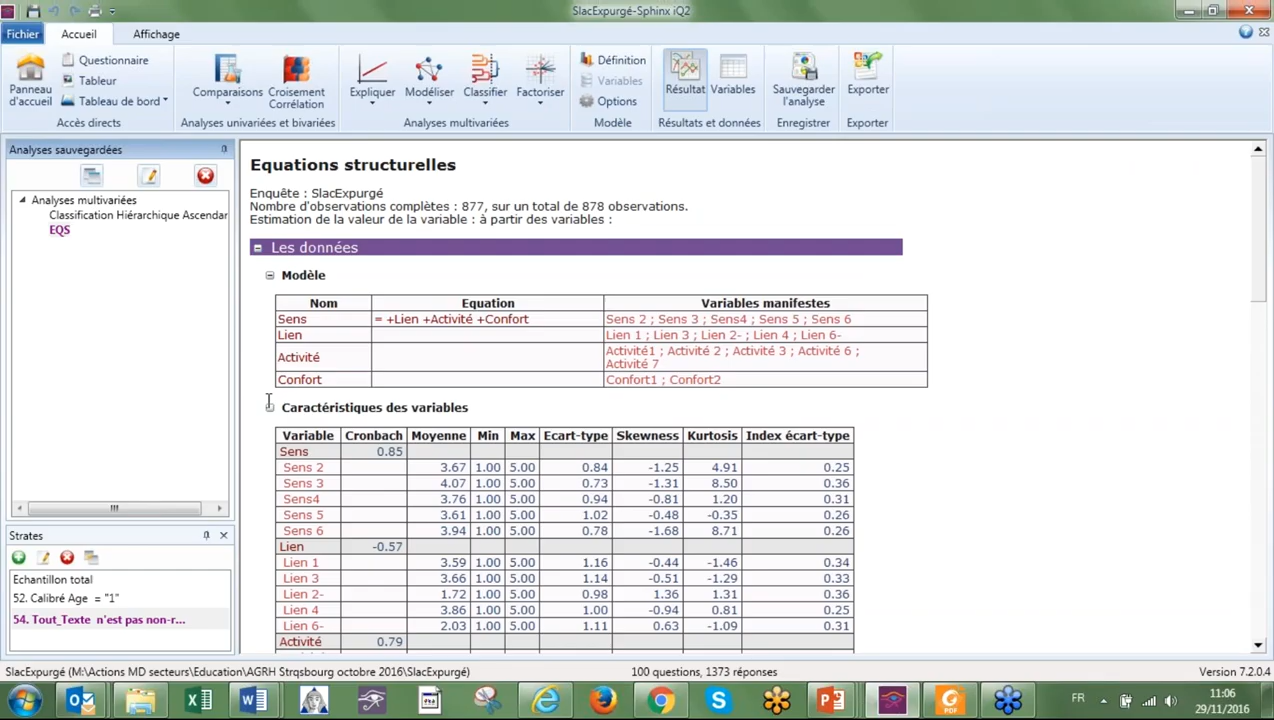 SlacExpurgé-Sphinx iQ2
Fichier Accueil Affichage
Panneau d'accueil
Questionnaire
Tableur
Tableau de bord
Accès directs
Comparaisons
Croisement Corrélation
Analyses univariées et bivariées
Expliquer Modéliser Classifier Factoriser
Analyses multivariées
Définition
Variables
Options
Modèle
Résultat Variables
Résultats et données
Sauvegarder l'analyse
Enregistrer
Exporter
Exporter
Analyses sauvegardées
Analyses multivariées
Classification Hiérarchique Ascendar
EQS
Strates
Echantillon total
52. Calibré Age = "1"
54. Tout_Texte n'est pas non-r...
Equations structurelles
Enquête : SlacExpurgé
Nombre d'observations complètes : 877, sur un total de 878 observations.
Estimation de la valeur de la variable : à partir des variables :
Les données
Modèle
Nom Equation Variables manifestes
Sens = +Lien +Activité +Confort Sens 2 ; Sens 3 ; Sens4 ; Sens 5 ; Sens 6
Lien Lien 1 ; Lien 3 ; Lien 2- ; Lien 4 ; Lien 6-
Activité Activité1 ; Activité 2 ; Activité 3 ; Activité 6 ;
Activité 7
Confort Confort1 ; Confort2
Caractéristiques des variables
Variable Cronbach Moyenne Min Max Ecart-type Skewness Kurtosis Index écart-type
Sens 0.85
Sens 2 3.67 1.00 5.00 0.84 -1.25 4.91 0.25
Sens 3 4.07 1.00 5.00 0.73 -1.31 8.50 0.36
Sens4 3.76 1.00 5.00 0.94 -0.81 1.20 0.31
Sens 5 3.61 1.00 5.00 1.02 -0.48 -0.35 0.26
Sens 6 3.94 1.00 5.00 0.78 -1.68 8.71 0.26
Lien -0.57
Lien 1 3.59 1.00 5.00 1.16 -0.44 -1.46 0.34
Lien 3 3.66 1.00 5.00 1.14 -0.51 -1.29 0.33
Lien 2- 1.72 1.00 5.00 0.98 1.36 1.31 0.36
Lien 4 3.86 1.00 5.00 1.00 -0.94 0.81 0.25
Lien 6- 2.03 1.00 5.00 1.11 0.63 -1.09 0.31
Activité 0.79
SlacExpurgé (M:\Actions MD secteurs\Education\AGRH Strqsbourg octobre 2016\SlacExpurgé) 100 questions, 1373 réponses Version 7.2.0.4
FR
11:06
29/11/2016